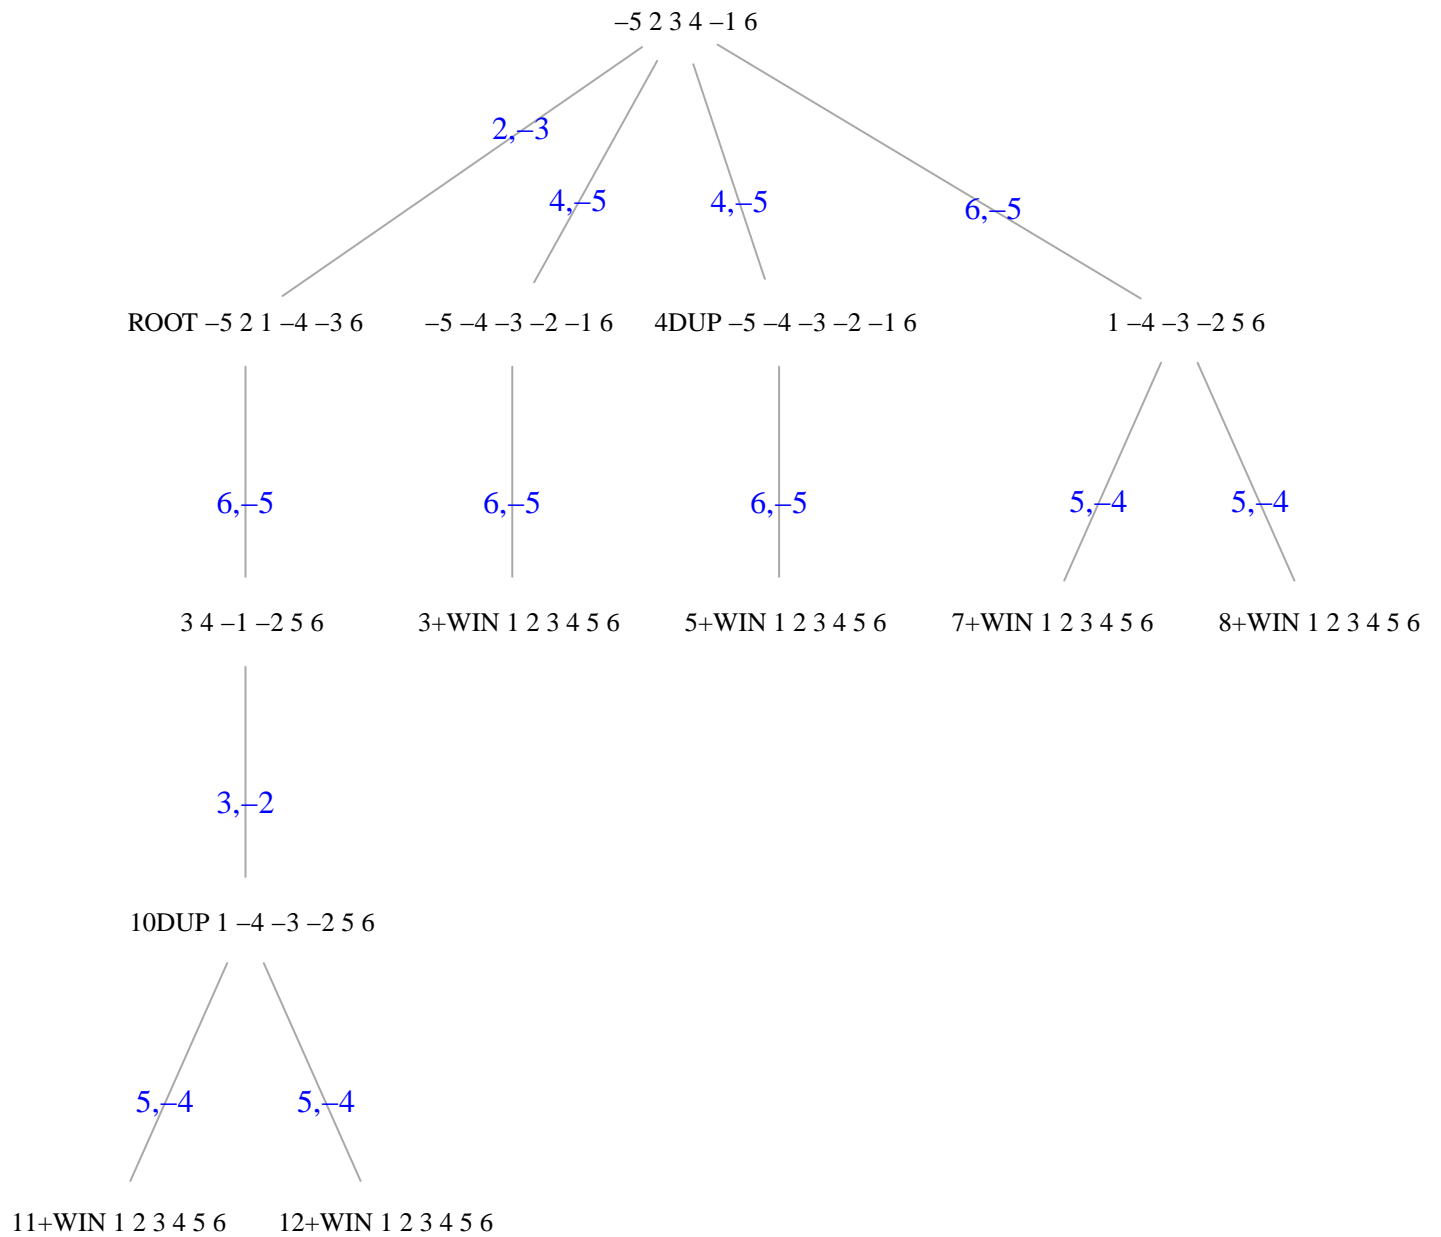 –5 2 3 4 –1 6
2,–3
4,–5
4,–5
6,–5
ROOT –5 2 1 –4 –3 6
–5 –4 –3 –2 –1 6
4DUP –5 –4 –3 –2 –1 6
1 –4 –3 –2 5 6
6,–5
6,–5
6,–5
5,–4
5,–4
3 4 –1 –2 5 6
3+WIN 1 2 3 4 5 6
5+WIN 1 2 3 4 5 6
7+WIN 1 2 3 4 5 6
8+WIN 1 2 3 4 5 6
3,–2
10DUP 1 –4 –3 –2 5 6
5,–4
5,–4
11+WIN 1 2 3 4 5 6
12+WIN 1 2 3 4 5 6